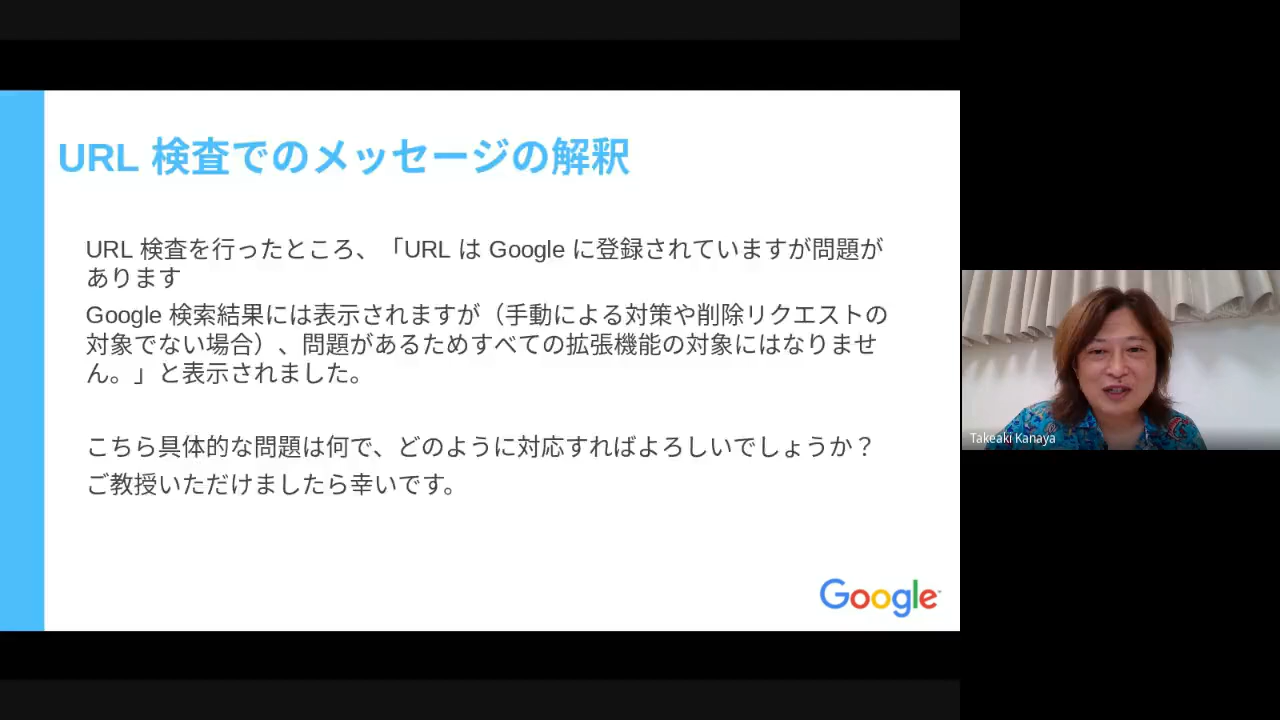 URL 検査でのメッセージの解釈
URL 検査を行ったところ、「URL は Google に登録されていますが問題が
あります
Google 検索結果には表示されますが（手動による対策や削除リクエストの
対象でない場合）、問題があるためすべての拡張機能の対象にはなりませ
ん。」と表示されました。
こちら具体的な問題は何で、どのように対応すればよろしいでしょうか？
ご教授いただけましたら幸いです。
Google
Takeaki Kanaya